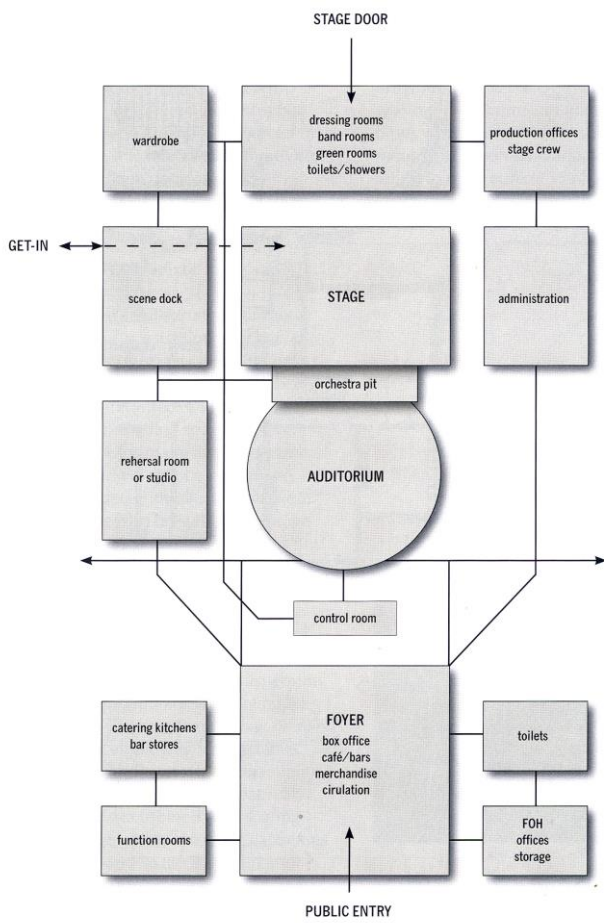 STAGE DOOR
wardrobe
dressing rooms
band rooms
green rooms
toilets/showers
production offices
stage crew
GET-IN
scene dock
STAGE
administration
orchestra pit
rehersal room
or studio
AUDITORIUM
control room
catering kitchens
bar stores
FOYER
box office
café/bars
merchandise
cirulation
toilets
function rooms
FOH
offices
storage
PUBLIC ENTRY